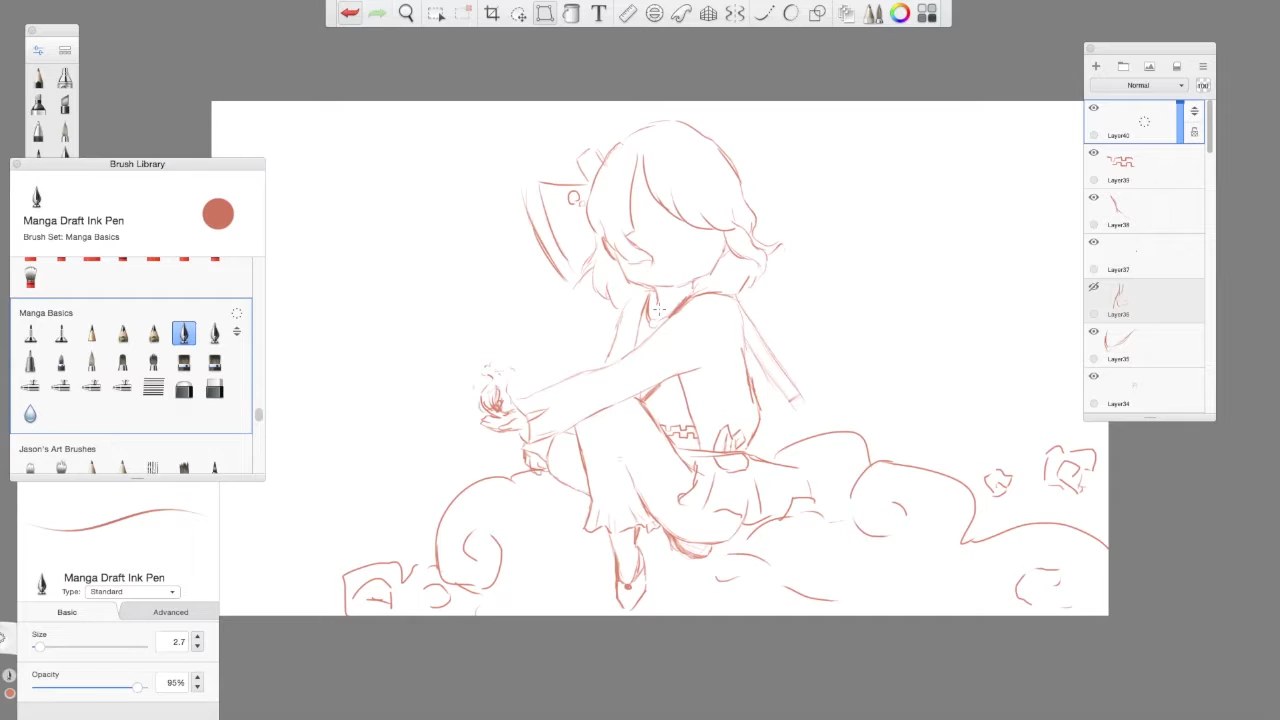 T
Normal
Layer40
Layer39
Layer38
Layer37
Layer36
Layer35
Layer34
Brush Library
Manga Draft Ink Pen
Brush Set: Manga Basics
Manga Basics
Jason's Art Brushes
Manga Draft Ink Pen
Type: Standard
Basic Advanced
Size
2.7
Opacity
95%